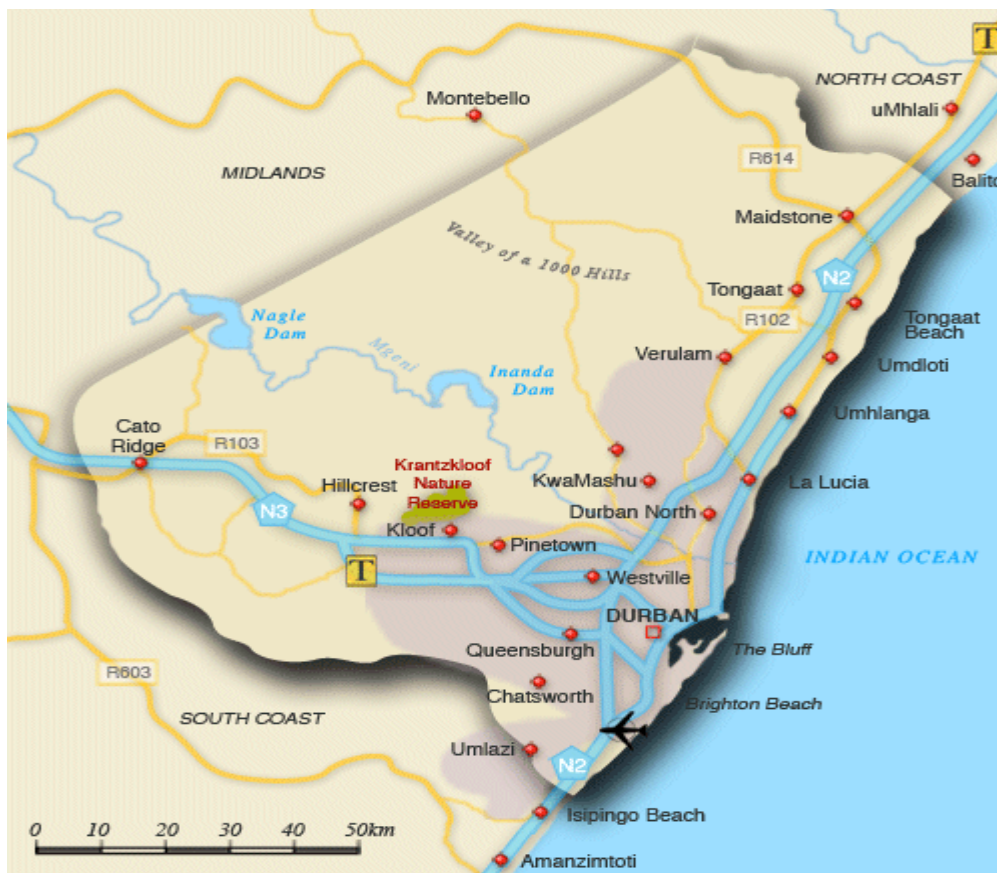 T
NORTH COAST
uMhlali
Montebello
Balito
MIDLANDS
R614
Maidstone
Valley of a 1000 Hills
N2
Tongaat
Tongaat
Beach
R102
Nagle
Dam
Mgeni
Verulam
Umdloti
Inanda
Dam
Umhlanga
Cato
Ridge
R103
Krantzkloof
Nature
Reserve
Hillcrest
KwaMashu
La Lucia
N3
Kloof
Durban North
Pinetown
INDIAN OCEAN
T
Westville
DURBAN
Queensburgh
The Bluff
R603
Chatsworth
Brighton Beach
SOUTH COAST
Umlazi
N2
Isipingo Beach
0 10 20 30 40 50km
Amanzimtoti